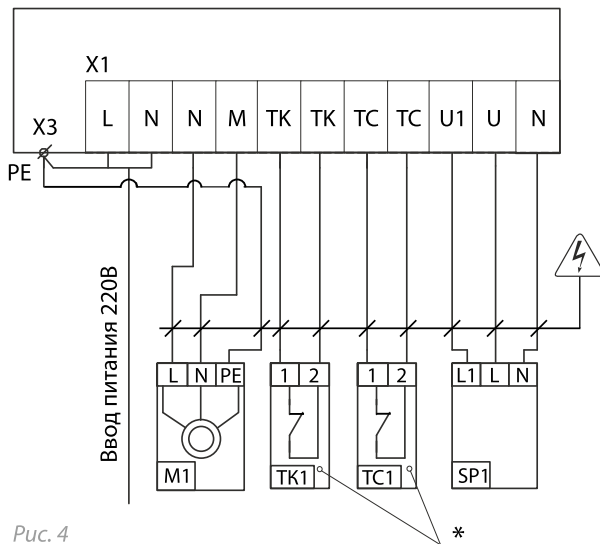 X1
L N N M TK TK TC TC U1 U N
X3
PE
Ввод питания 220В
L N PE
M1
1 2
TK1
1 2
TC1
L1 L N
SP1
*
Рис. 4